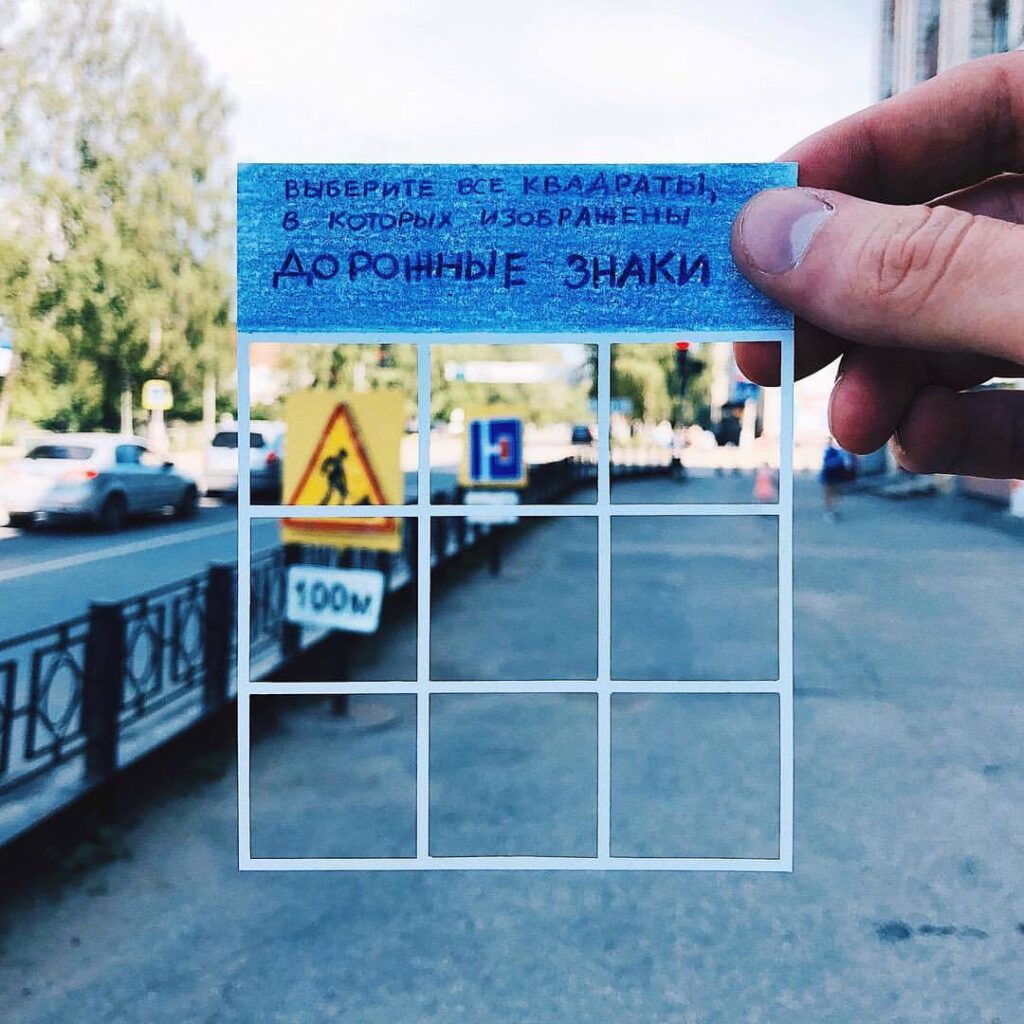 ВЫБЕРИТЕ ВСЕ КВАДРАТЫ,
В КОТОРЫХ ИЗОБРАЖЕНЫ
ДОРОЖНЫЕ ЗНАКИ
100м